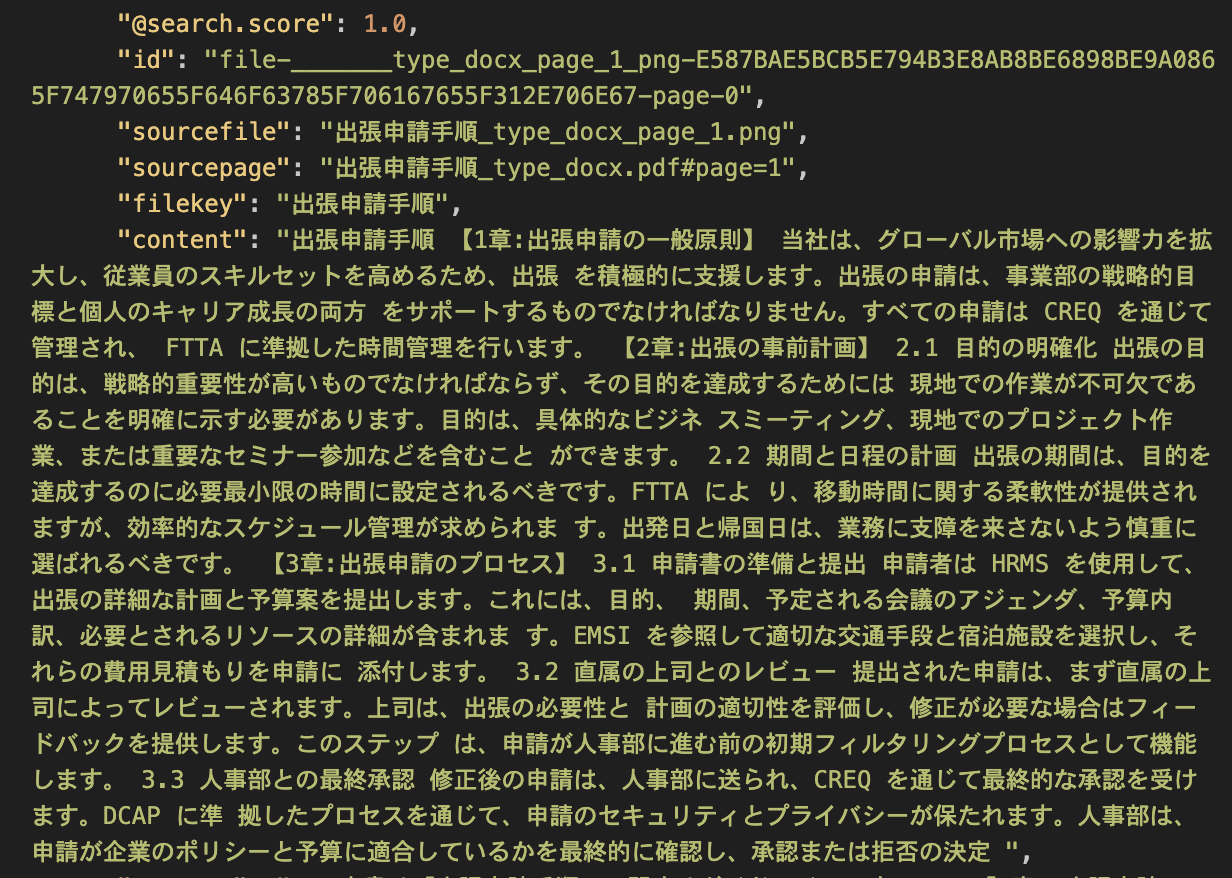 "@search.score": 1.0,
"id": "file-_______type_docx_page_1_png-E587BAE5BCB5E794B3E8AB8BE6898BE9A086
5F747970655F646F63785F706167655F312E706E67-page-0",
"sourcefile": "出張申請手順_type_docx_page_1.png",
"sourcepage": "出張申請手順_type_docx.pdf#page=1",
"filekey": "出張申請手順",
"content": "出張申請手順 【1章:出張申請の一般原則】 当社は、グローバル市場への影響力を拡
大し、従業員のスキルセットを高めるため、出張 を積極的に支援します。出張の申請は、事業部の戦略的目
標と個人のキャリア成長の両方 をサポートするものでなければなりません。すべての申請は CREQ を通じて
管理され、 FTTA に準拠した時間管理を行います。 【2章:出張の事前計画】 2.1 目的の明確化 出張の目
的は、戦略的重要性が高いものでなければならず、その目的を達成するためには 現地での作業が不可欠であ
ることを明確に示す必要があります。目的は、具体的なビジネ スミーティング、現地でのプロジェクト作
業、または重要なセミナー参加などを含むこと ができます。 2.2 期間と日程の計画 出張の期間は、目的を
達成するのに必要最小限の時間に設定されるべきです。FTTA によ り、移動時間に関する柔軟性が提供され
ますが、効率的なスケジュール管理が求められま す。出発日と帰国日は、業務に支障を来さないよう慎重に
選ばれるべきです。 【3章:出張申請のプロセス】 3.1 申請書の準備と提出 申請者は HRMS を使用して、
出張の詳細な計画と予算案を提出します。これには、目的、 期間、予定される会議のアジェンダ、予算内
訳、必要とされるリソースの詳細が含まれま す。EMSI を参照して適切な交通手段と宿泊施設を選択し、そ
れらの費用見積もりを申請に 添付します。 3.2 直属の上司とのレビュー 提出された申請は、まず直属の上
司によってレビューされます。上司は、出張の必要性と 計画の適切性を評価し、修正が必要な場合はフィー
ドバックを提供します。このステップ は、申請が人事部に進む前の初期フィルタリングプロセスとして機能
します。 3.3 人事部との最終承認 修正後の申請は、人事部に送られ、CREQ を通じて最終的な承認を受け
ます。DCAP に準 拠したプロセスを通じて、申請のセキュリティとプライバシーが保たれます。人事部は、
申請が企業のポリシーと予算に適合しているかを最終的に確認し、承認または拒否の決定 ",